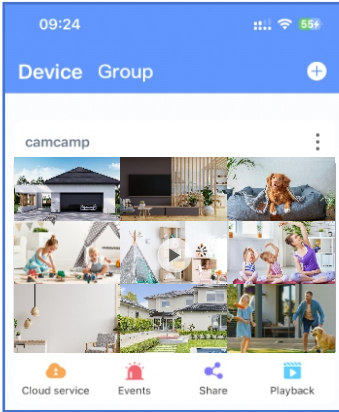 09:24
55
Device Group
camcamp
Cloud service Events Share Playback